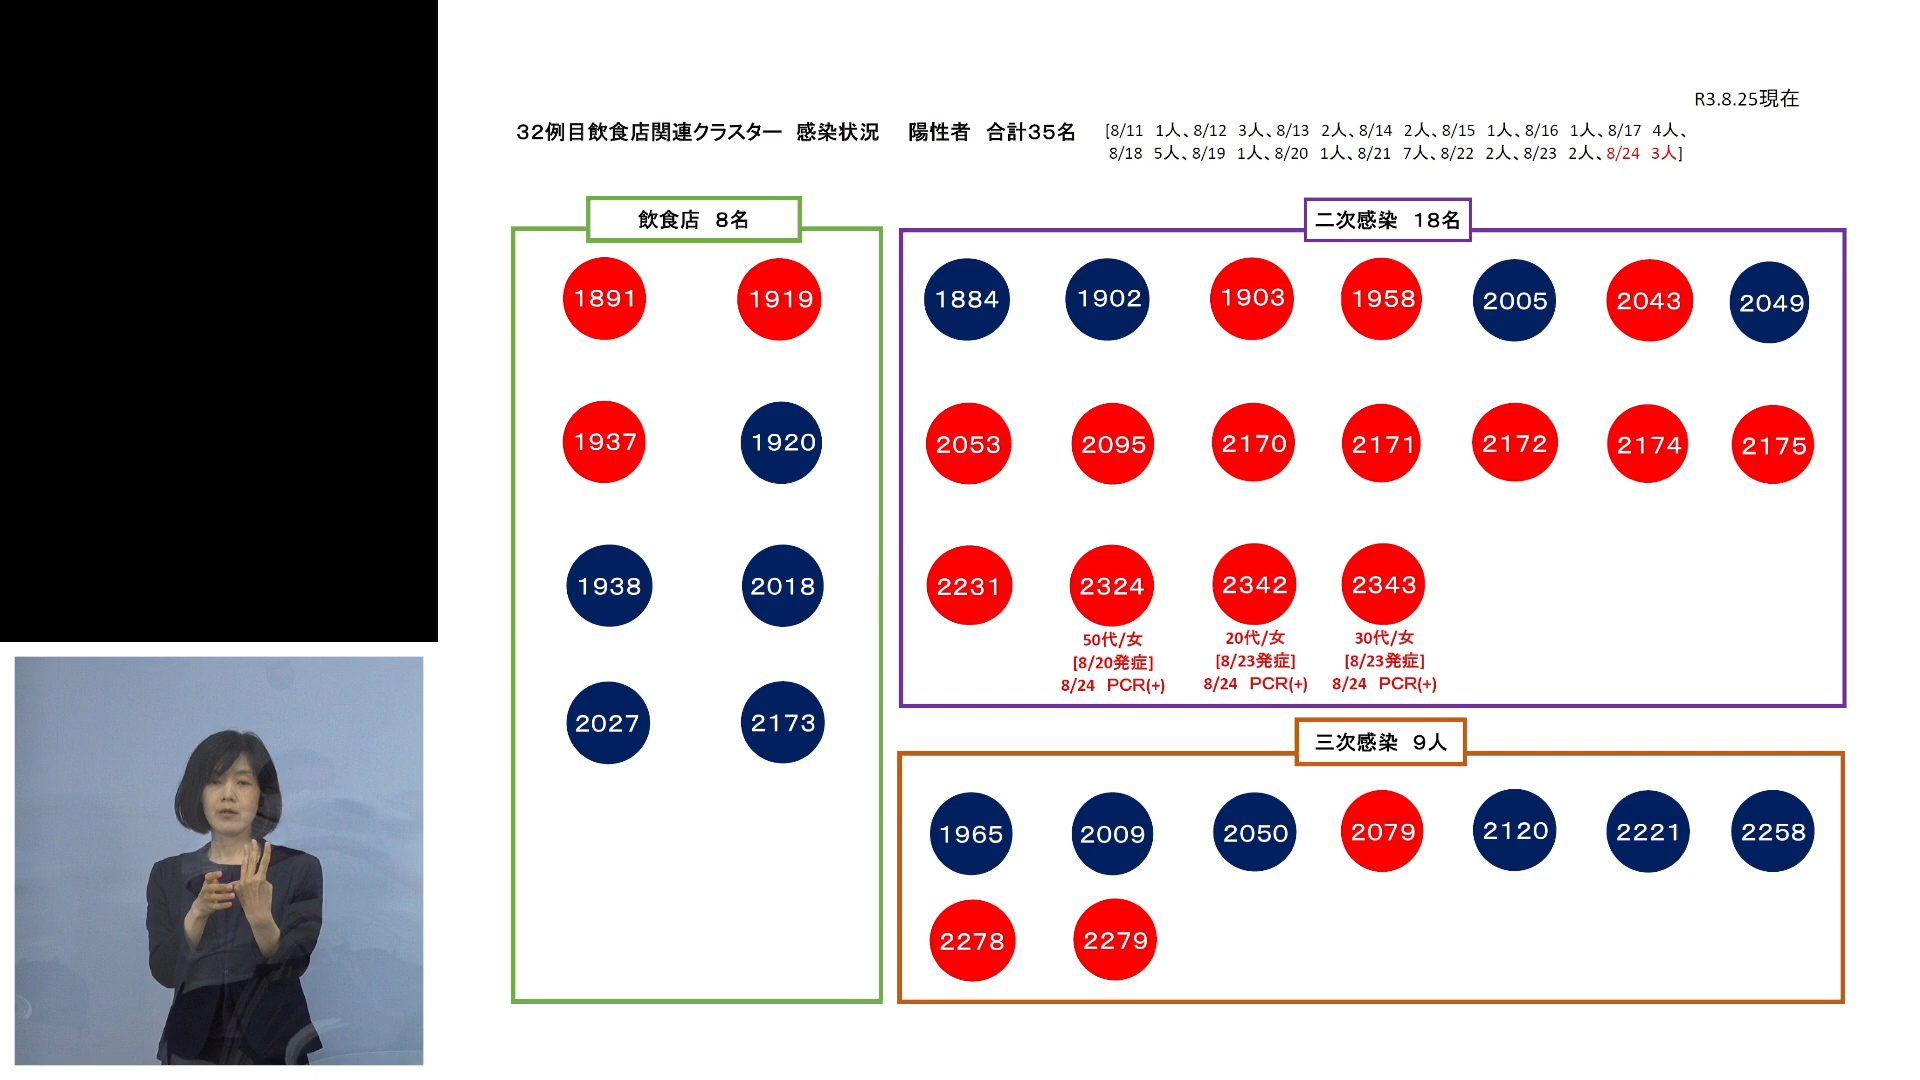 R3.8.25現在
32例目飲食店関連クラスター　感染状況　陽性者　合計35名
[8/11 1人、8/12 3人、8/13 2人、8/14 2人、8/15 1人、8/16 1人、8/17 4人、
8/18 5人、8/19 1人、8/20 1人、8/21 7人、8/22 2人、8/23 2人、8/24 3人]
飲食店　8名
1891 1919
1937 1920
1938 2018
2027 2173
二次感染　18名
1884 1902 1903 1958 2005 2043 2049
2053 2095 2170 2171 2172 2174 2175
2231 2324 2342 2343
50代/女 20代/女 30代/女
[8/20発症] [8/23発症] [8/23発症]
8/24 PCR(+) 8/24 PCR(+) 8/24 PCR(+)
三次感染　9人
1965 2009 2050 2079 2120 2221 2258
2278 2279